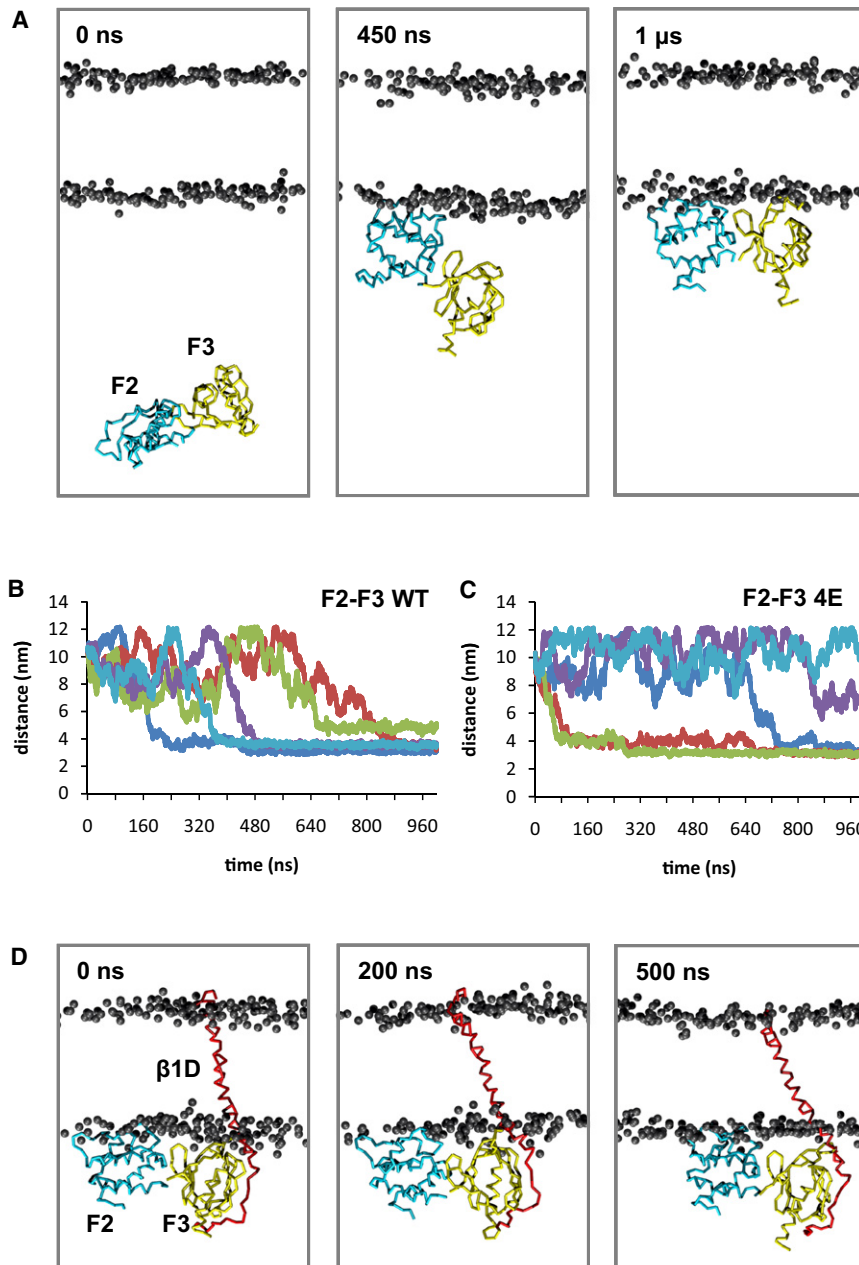 A
0 ns
450 ns
1 µs
F3
F2
B
F2-F3 WT
14
12
10
8
6
4
2
0
distance (nm)
0 160 320 480 640 800 960
time (ns)
C
F2-F3 4E
14
12
10
8
6
4
2
0
distance (nm)
0 160 320 480 640 800 960
time (ns)
D
0 ns
200 ns
500 ns
β1D
F2 F3